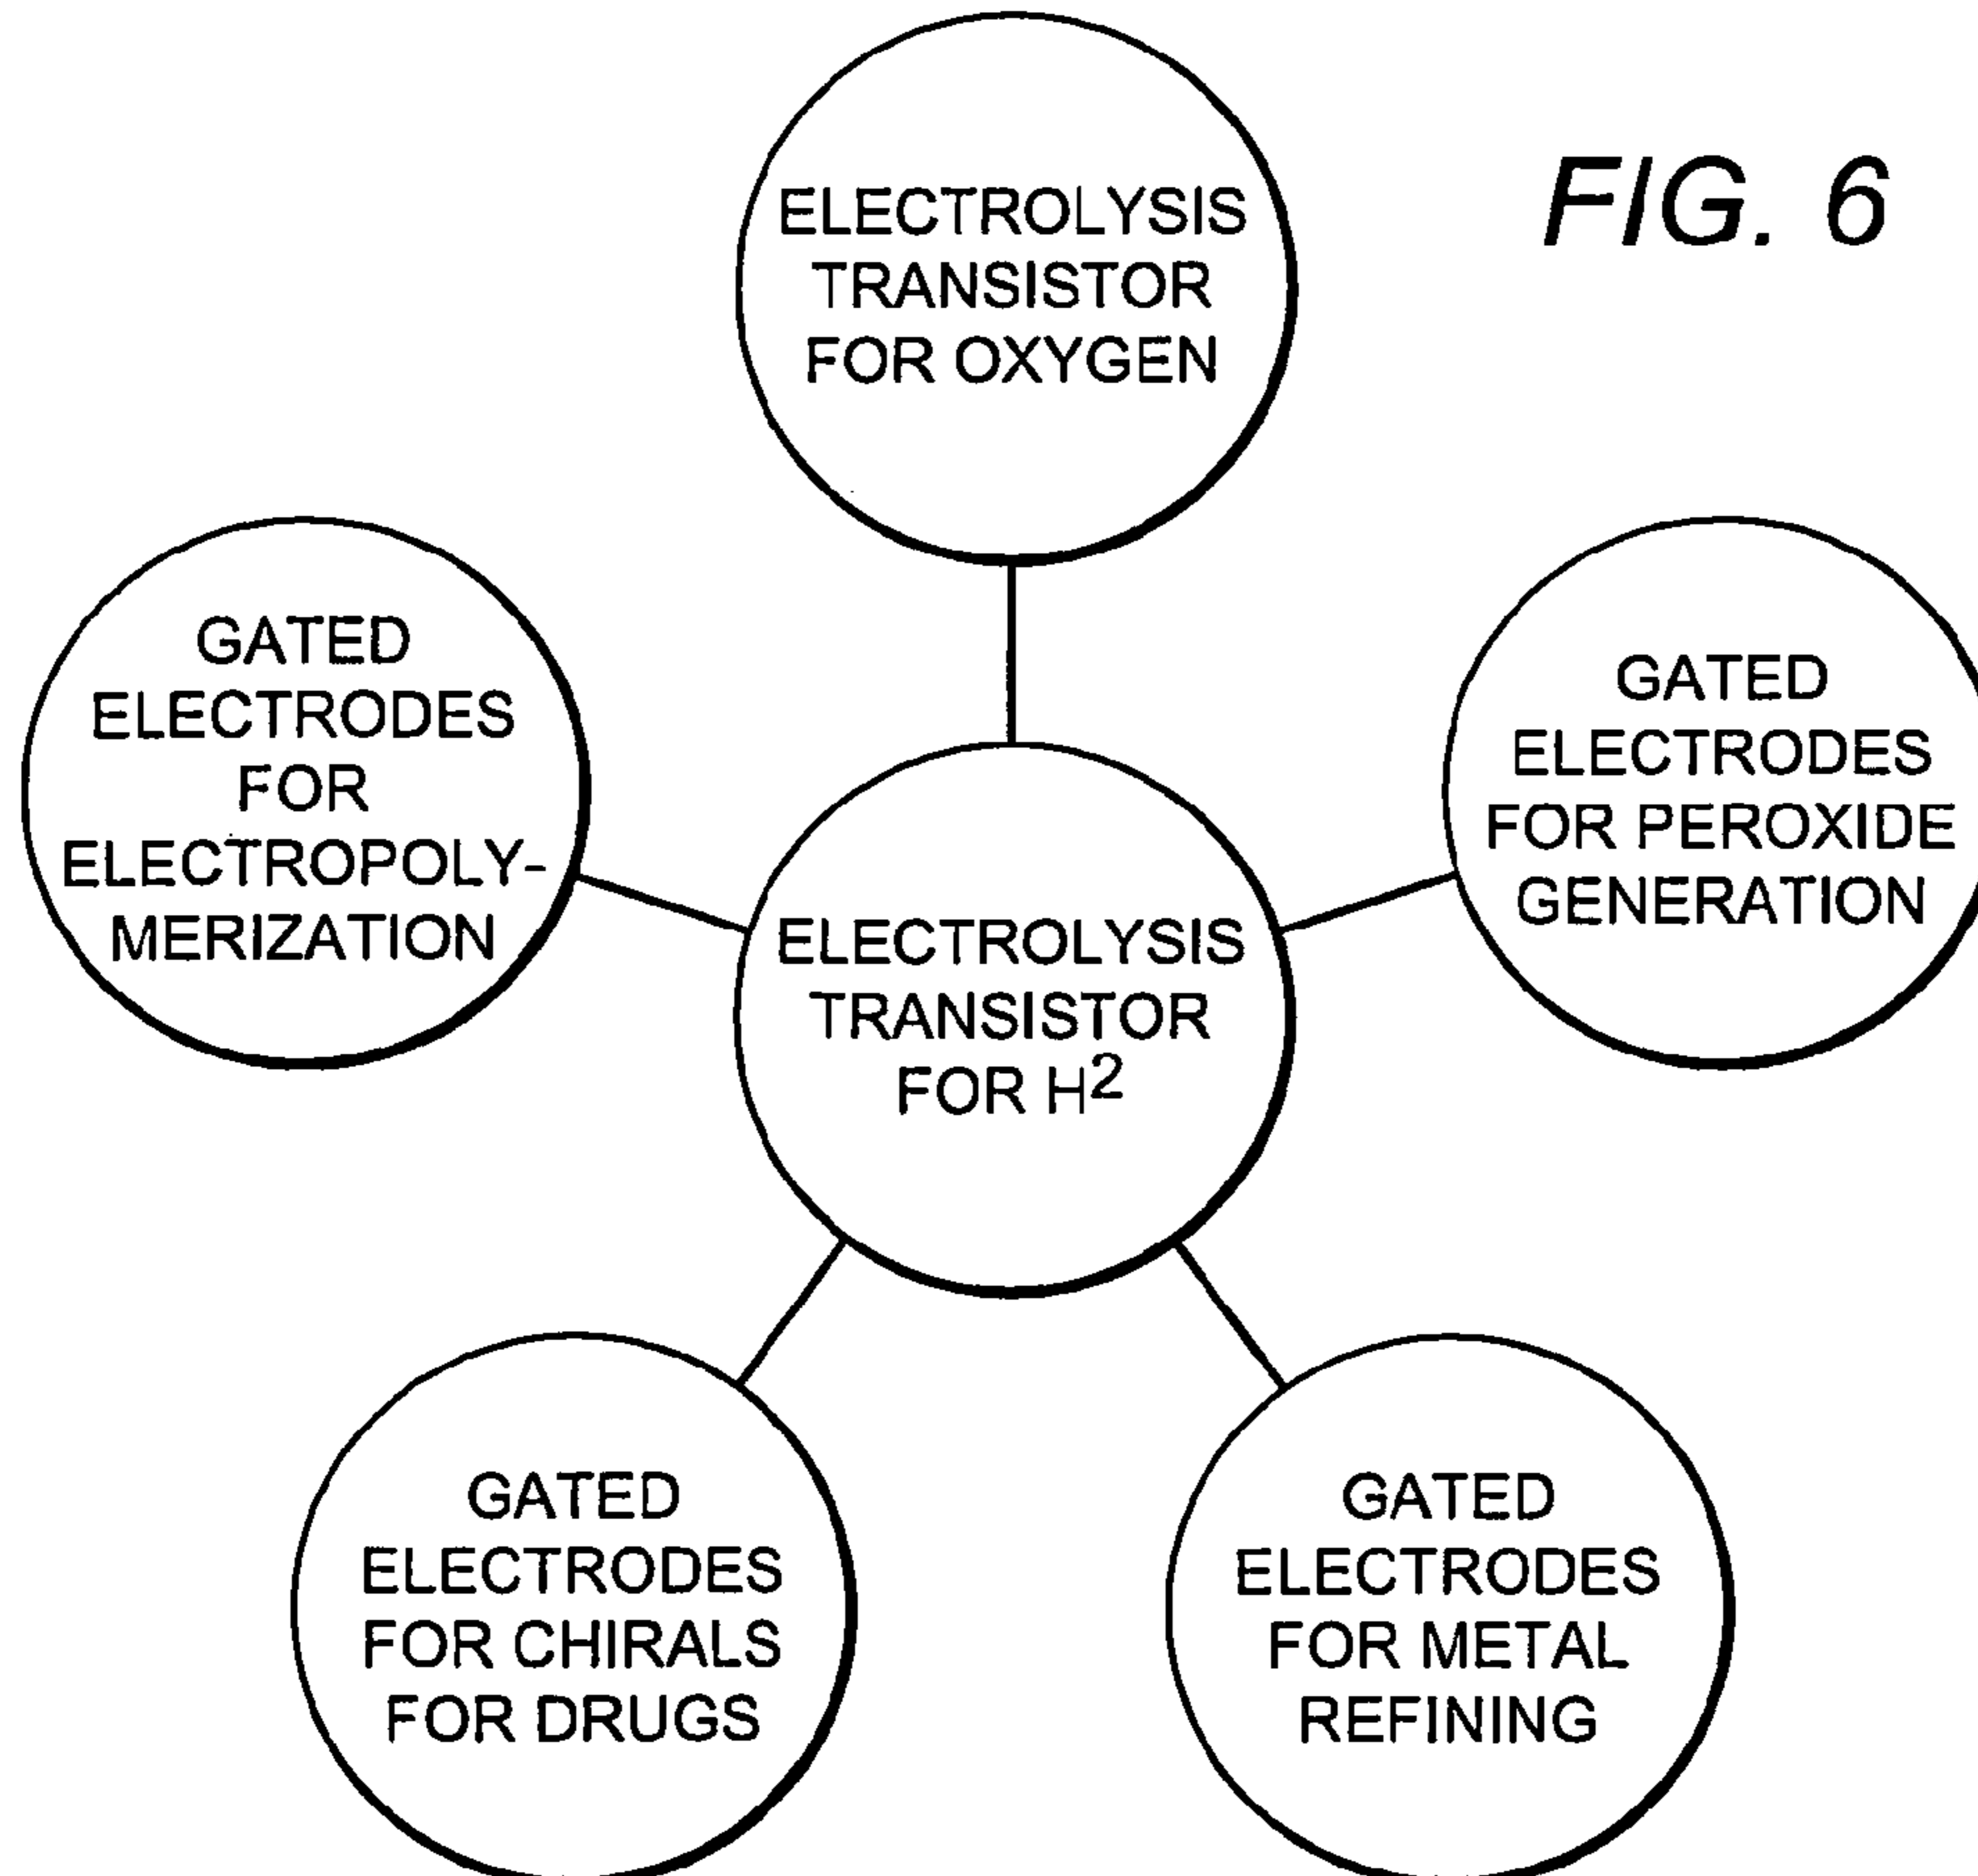 FIG. 6
ELECTROLYSIS
TRANSISTOR
FOR OXYGEN
GATED
ELECTRODES
FOR
ELECTROPOLY-
MERIZATION
GATED
ELECTRODES
FOR PEROXIDE
GENERATION
ELECTROLYSIS
TRANSISTOR
FOR H²
GATED
ELECTRODES
FOR CHIRALS
FOR DRUGS
GATED
ELECTRODES
FOR METAL
REFINING